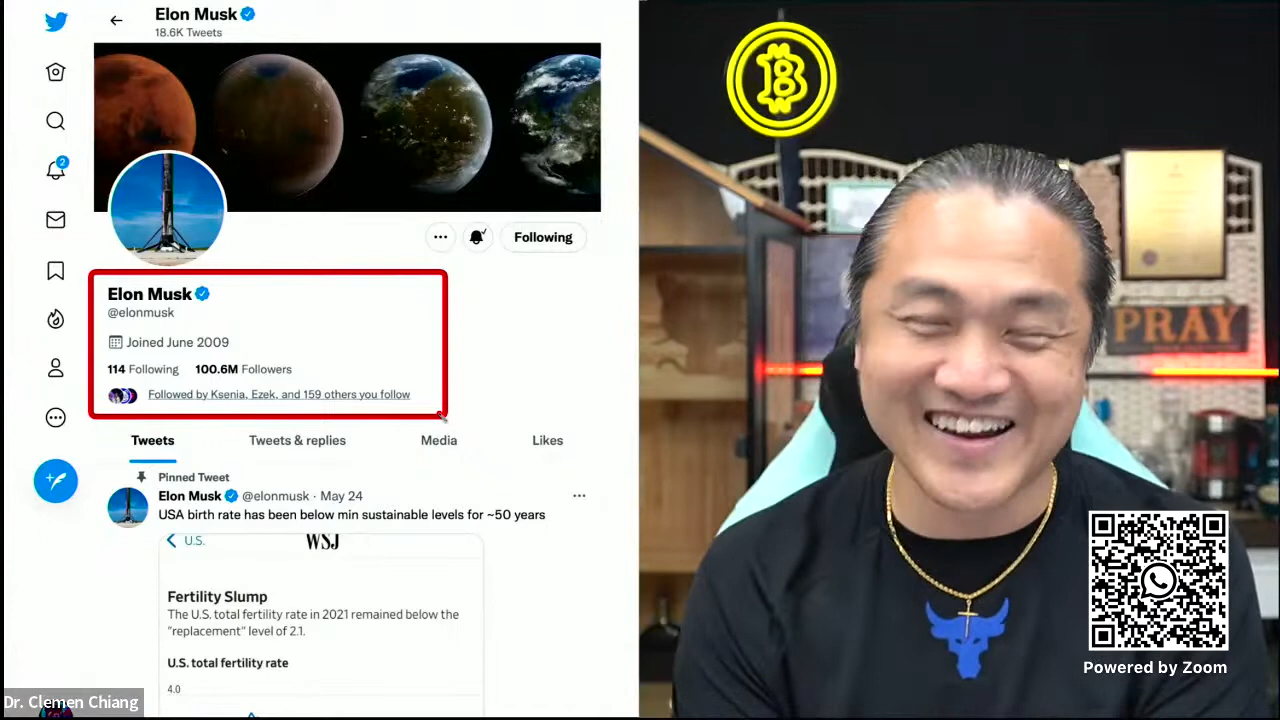 Elon Musk
18.6K Tweets
2
Following
Elon Musk
@elonmusk
Joined June 2009
114 Following 100.6M Followers
Followed by Ksenia, Ezek, and 159 others you follow
Tweets Tweets & replies Media Likes
Pinned Tweet
Elon Musk @elonmusk · May 24
USA birth rate has been below min sustainable levels for ~50 years
U.S. WSJ
Fertility Slump
The U.S. total fertility rate in 2021 remained below the
"replacement" level of 2.1.
U.S. total fertility rate
4.0
Dr. Clemen Chiang
PRAY
Powered by Zoom